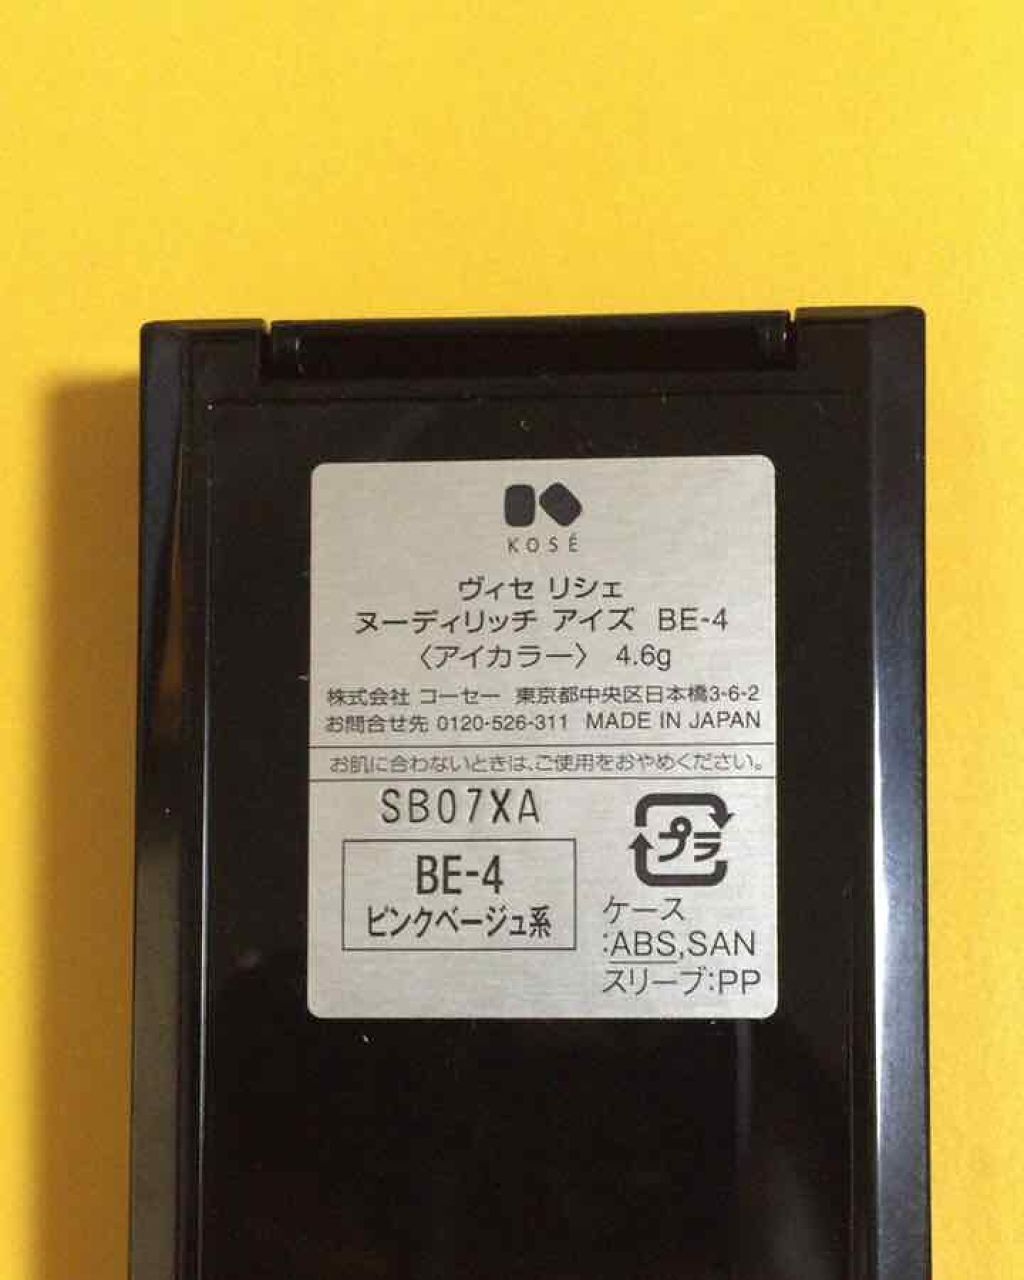 KOSÉ
ヴィセ リシェ
ヌーディリッチ アイズ BE-4
〈アイカラー〉 4.6g
株式会社 コーセー 東京都中央区日本橋3-6-2
お問合せ先 0120-526-311 MADE IN JAPAN
お肌に合わないときは、ご使用をおやめください。
SB07XA
BE-4
ピンクベージュ系
プラ
ケース
:ABS,SAN
スリーブ:PP